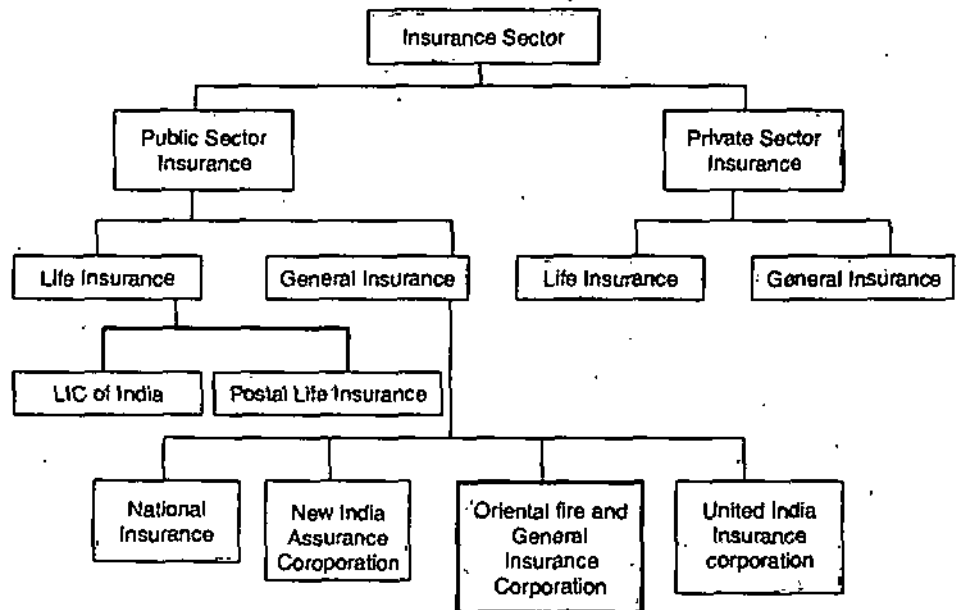 Insurance Sector
Public Sector
Insurance
Private Sector
Insurance
Life Insurance
General Insurance
Life Insurance
General Insurance
LIC of India
Postal Life Insurance
National
Insurance
New India
Assurance
Coroporation
Oriental fire and
General
Insurance
Corporation
United India
Insurance
corporation